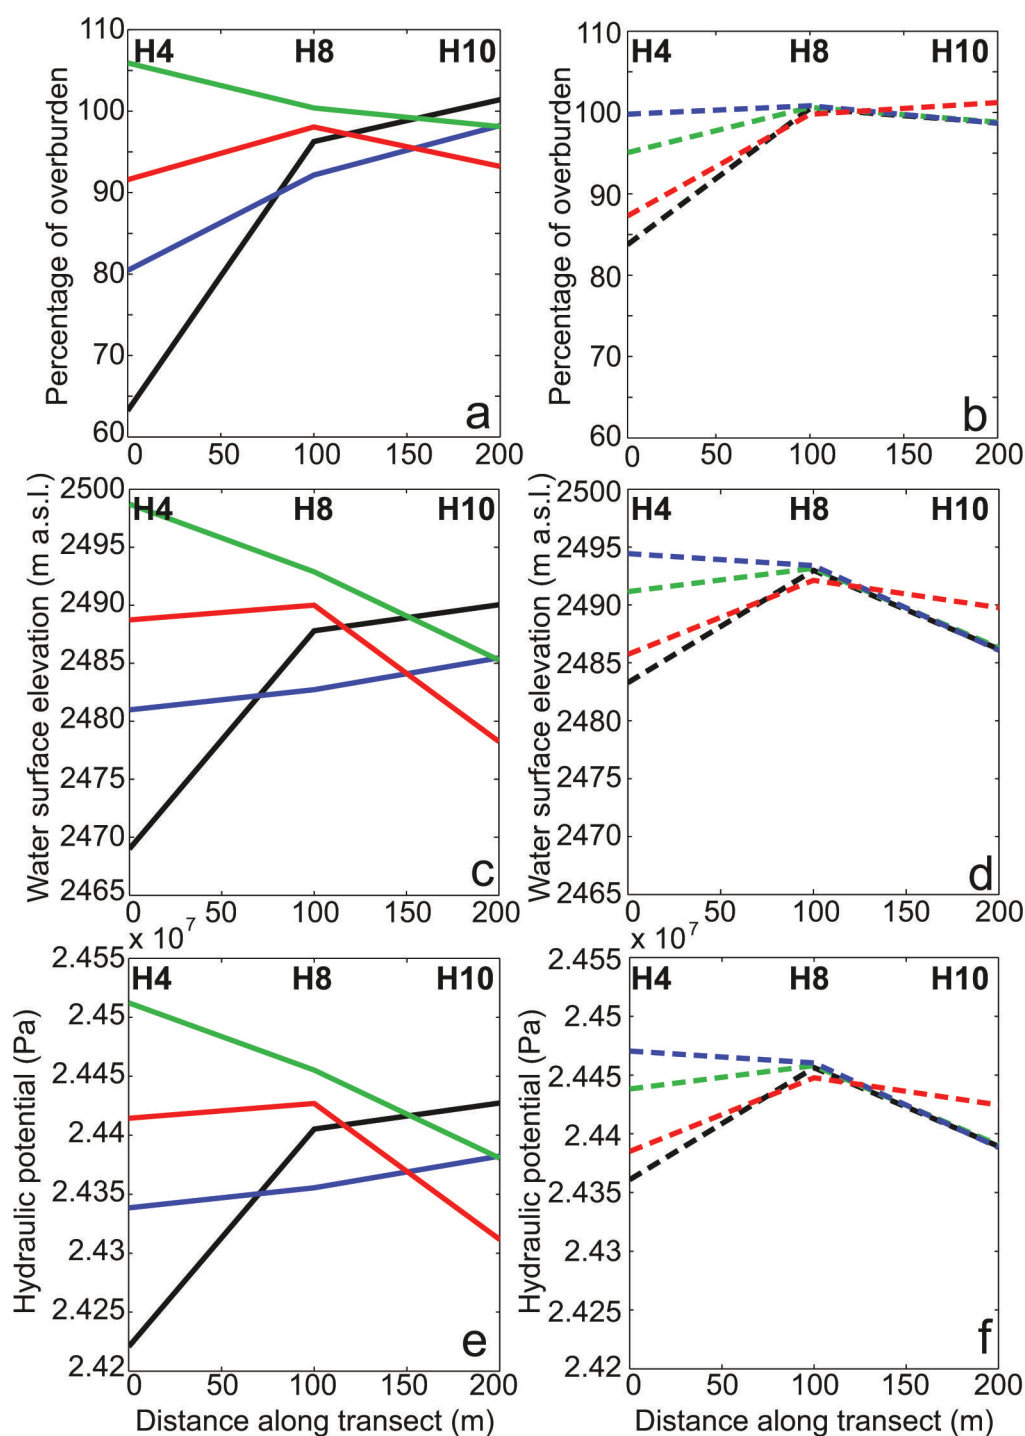 110
100
90
80
70
60
Percentage of overburden
H4 H8 H10
a
0 50 100 150 200
110
100
90
80
70
60
Percentage of overburden
H4 H8 H10
b
0 50 100 150 200
2500
2495
2490
2485
2480
2475
2470
2465
Water surface elevation (m a.s.l.)
H4 H8 H10
c
0 50 100 150 200
2500
2495
2490
2485
2480
2475
2470
2465
Water surface elevation (m a.s.l.)
H4 H8 H10
d
0 50 100 150 200
x 10^7
2.455
2.45
2.445
2.44
2.435
2.43
2.425
2.42
Hydraulic potential (Pa)
H4 H8 H10
e
0 50 100 150 200
Distance along transect (m)
x 10^7
2.455
2.45
2.445
2.44
2.435
2.43
2.425
2.42
Hydraulic potential (Pa)
H4 H8 H10
f
0 50 100 150 200
Distance along transect (m)